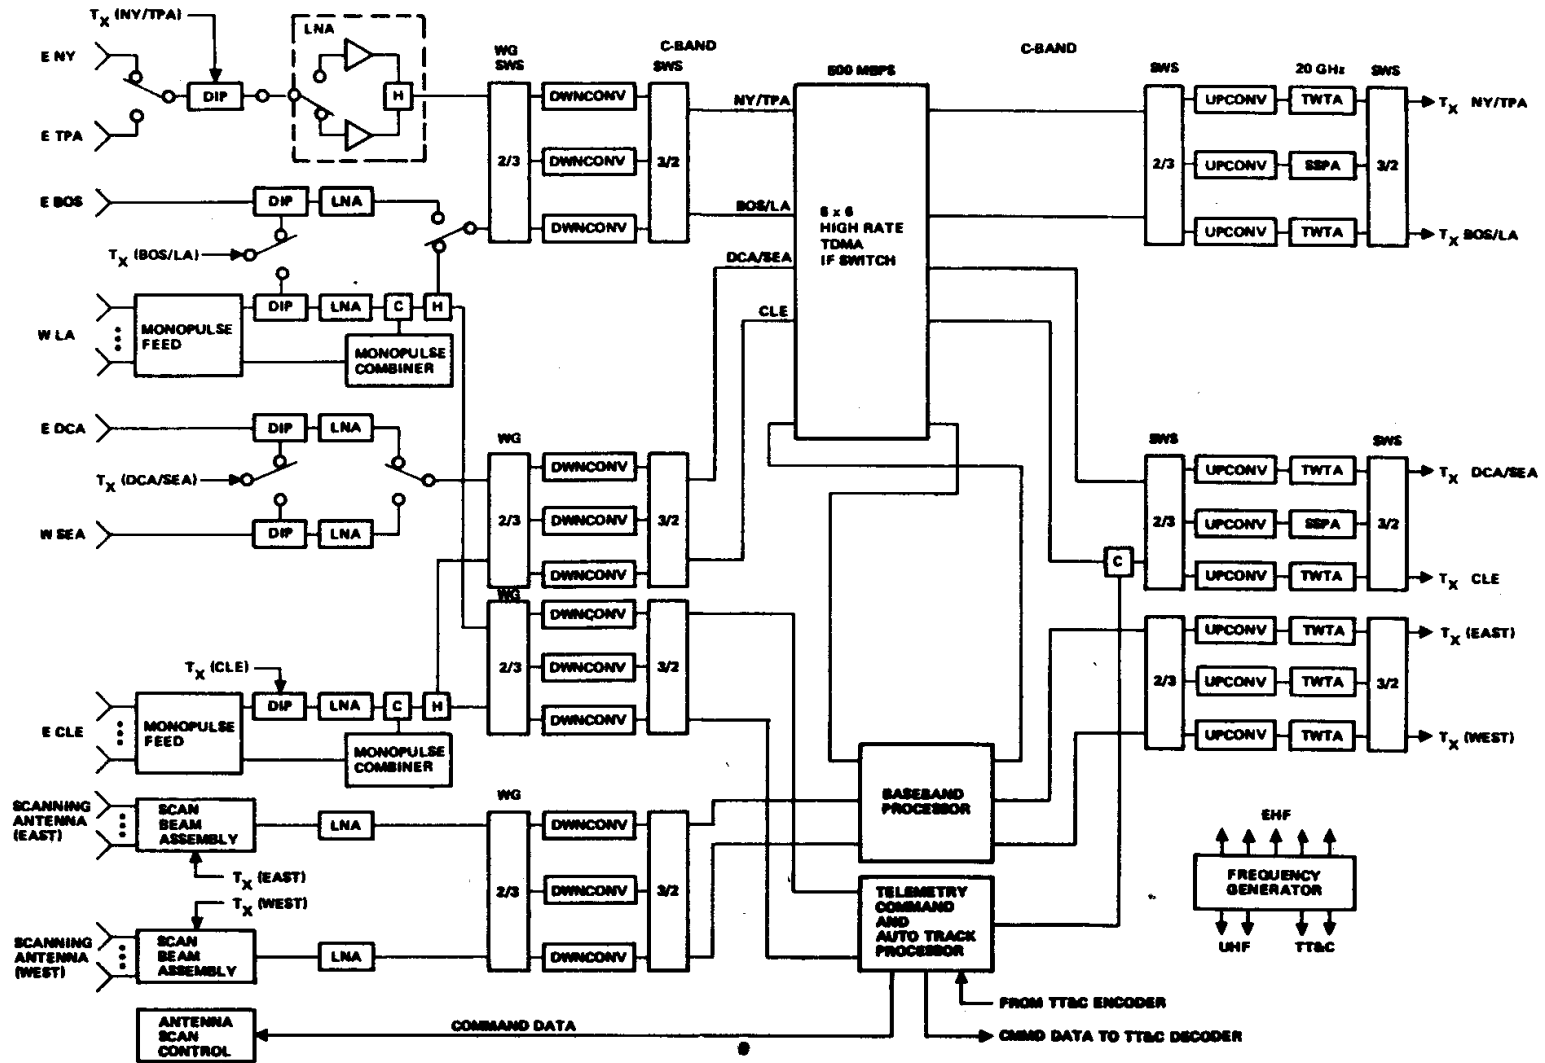 TX (NY/TPA)
E NY
DIP
E TPA
LNA
H
WG
SWS
2/3
DWNCONV
DWNCONV
DWNCONV
C-BAND
SWS
3/2
NY/TPA
BOS/LA
DCA/SEA
CLE
500 MBPS
6 x 6
HIGH RATE
TDMA
IF SWITCH
C-BAND
SWS
2/3
UPCONV
UPCONV
UPCONV
20 GHz
TWTA
SSPA
TWTA
SWS
3/2
TX NY/TPA
TX BOS/LA
E BOS
DIP
LNA
TX (BOS/LA)
W LA
MONOPULSE
FEED
DIP
LNA
C
H
MONOPULSE
COMBINER
E DCA
DIP
LNA
TX (DCA/SEA)
W SEA
DIP
LNA
WG
2/3
DWNCONV
DWNCONV
DWNCONV
3/2
SWS
C
2/3
UPCONV
UPCONV
UPCONV
TWTA
SSPA
TWTA
SWS
3/2
TX DCA/SEA
TX CLE
WG
2/3
DWNCONV
DWNCONV
DWNCONV
3/2
2/3
UPCONV
UPCONV
UPCONV
TWTA
TWTA
TWTA
3/2
TX (EAST)
TX (WEST)
TX (CLE)
E CLE
MONOPULSE
FEED
DIP
LNA
C
H
MONOPULSE
COMBINER
SCANNING
ANTENNA
(EAST)
SCAN
BEAM
ASSEMBLY
LNA
TX (EAST)
TX (WEST)
SCANNING
ANTENNA
(WEST)
SCAN
BEAM
ASSEMBLY
LNA
WG
2/3
DWNCONV
DWNCONV
DWNCONV
3/2
BASEBAND
PROCESSOR
TELEMETRY
COMMAND
AND
AUTO TRACK
PROCESSOR
EHF
FREQUENCY
GENERATOR
UHF
TT&C
FROM TT&C ENCODER
CMMD DATA TO TT&C DECODER
COMMAND DATA
ANTENNA
SCAN
CONTROL